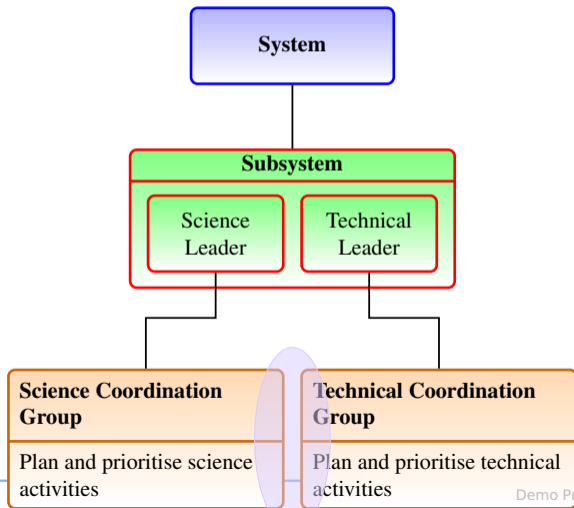 System
Subsystem
Science
Leader
Technical
Leader
Science Coordination
Group
Plan and prioritise science
activities
Technical Coordination
Group
Plan and prioritise technical
activities
Demo